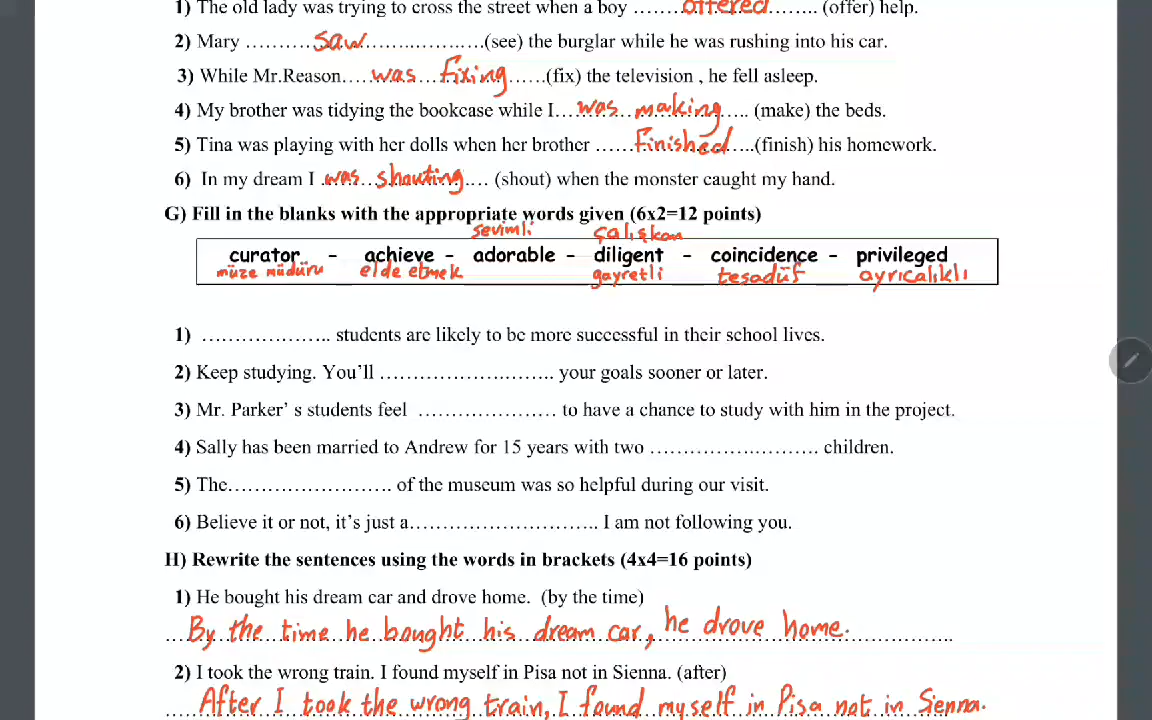 1) The old lady was trying to cross the street when a boy ……..offered…….. (offer) help.
2) Mary ……….saw…………………(see) the burglar while he was rushing into his car.
3) While Mr.Reason….was…fixing……(fix) the television , he fell asleep.
4) My brother was tidying the bookcase while I…was making….. (make) the beds.
5) Tina was playing with her dolls when her brother ……finished…..(finish) his homework.
6) In my dream I .was…shouting…. (shout) when the monster caught my hand.
G) Fill in the blanks with the appropriate words given (6x2=12 points)
sevimli çalışkan
curator - achieve - adorable - diligent - coincidence - privileged
müze müdürü elde etmek gayretli tesadüf ayrıcalıklı
1) ……………….. students are likely to be more successful in their school lives.
2) Keep studying. You'll …………………….. your goals sooner or later.
3) Mr. Parker' s students feel ………………… to have a chance to study with him in the project.
4) Sally has been married to Andrew for 15 years with two …………………….. children.
5) The……………………. of the museum was so helpful during our visit.
6) Believe it or not, it's just a………………………. I am not following you.
H) Rewrite the sentences using the words in brackets (4x4=16 points)
1) He bought his dream car and drove home. (by the time)
By the time he bought his dream car, he drove home.
2) I took the wrong train. I found myself in Pisa not in Sienna. (after)
After I took the wrong train, I found myself in Pisa not in Sienna.